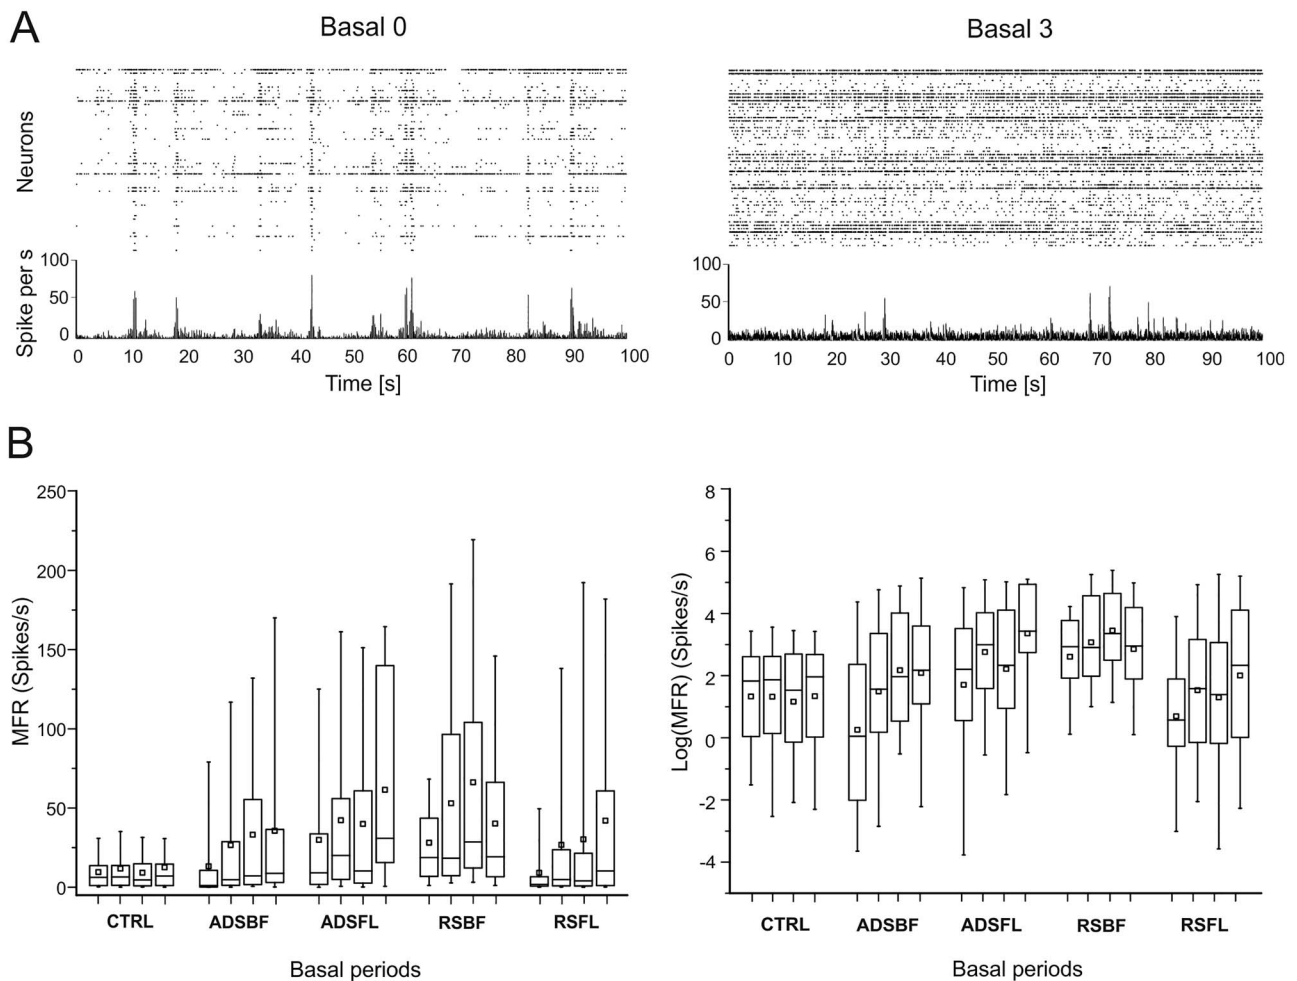 A
Basal 0
Basal 3
Neurons
Spike per s
100
50
0
0 10 20 30 40 50 60 70 80 90 100
Time [s]
100
50
0
0 10 20 30 40 50 60 70 80 90 100
Time [s]
B
MFR (Spikes/s)
250
200
150
100
50
0
CTRL ADSBF ADSFL RSBF RSFL
Basal periods
Log(MFR) (Spikes/s)
8
6
4
2
0
-2
-4
CTRL ADSBF ADSFL RSBF RSFL
Basal periods